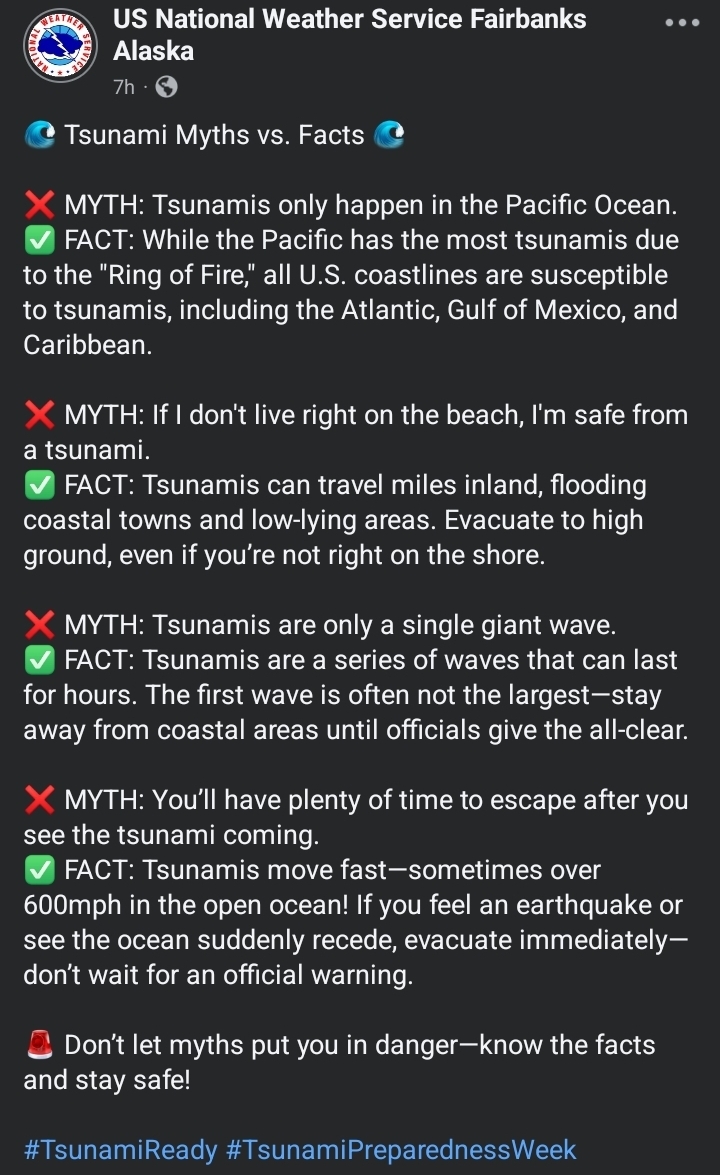 US National Weather Service Fairbanks
Alaska
7h ·
NATIONAL WEATHER SERVICE
🌊 Tsunami Myths vs. Facts 🌊
❌ MYTH: Tsunamis only happen in the Pacific Ocean.
✅ FACT: While the Pacific has the most tsunamis due
to the "Ring of Fire," all U.S. coastlines are susceptible
to tsunamis, including the Atlantic, Gulf of Mexico, and
Caribbean.
❌ MYTH: If I don't live right on the beach, I'm safe from
a tsunami.
✅ FACT: Tsunamis can travel miles inland, flooding
coastal towns and low-lying areas. Evacuate to high
ground, even if you’re not right on the shore.
❌ MYTH: Tsunamis are only a single giant wave.
✅ FACT: Tsunamis are a series of waves that can last
for hours. The first wave is often not the largest—stay
away from coastal areas until officials give the all-clear.
❌ MYTH: You’ll have plenty of time to escape after you
see the tsunami coming.
✅ FACT: Tsunamis move fast—sometimes over
600mph in the open ocean! If you feel an earthquake or
see the ocean suddenly recede, evacuate immediately—
don’t wait for an official warning.
🚨 Don’t let myths put you in danger—know the facts
and stay safe!
#TsunamiReady #TsunamiPreparednessWeek